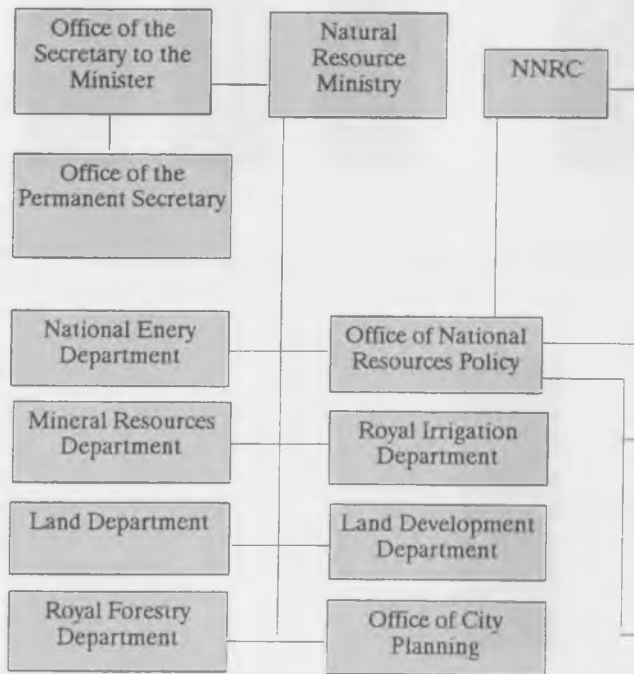 Office of the
Secretary to the
Minister
Natural
Resource
Ministry
NNRC
Office of the
Permanent Secretary
National Enery
Department
Office of National
Resources Policy
Mineral Resources
Department
Royal Irrigation
Department
Land Department
Land Development
Department
Royal Forestry
Department
Office of City
Planning